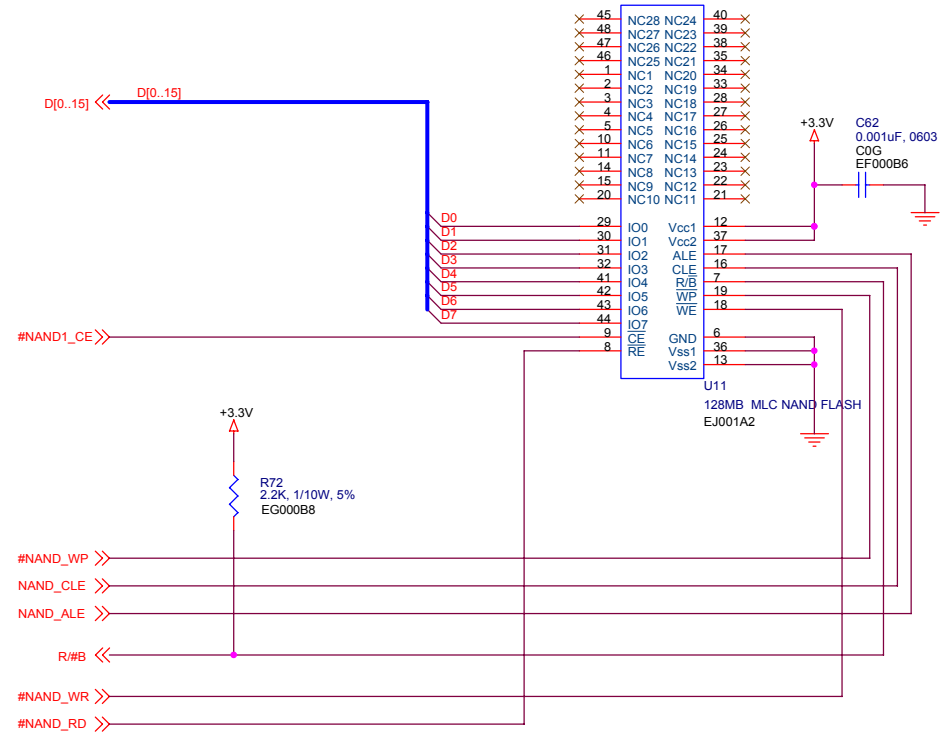 45 NC28 NC24 40
48 NC27 NC23 39
47 NC26 NC22 38
46 NC25 NC21 35
1 NC1 NC20 34
2 NC2 NC19 33
3 NC3 NC18 28
4 NC4 NC17 27
5 NC5 NC16 26
10 NC6 NC15 25
11 NC7 NC14 24
14 NC8 NC13 23
15 NC9 NC12 22
20 NC10 NC11 21
D[0..15]
D[0..15]
+3.3V
C62
0.001uF, 0603
C0G
EF000B6
D0 29 IO0 Vcc1 12
D1 30 IO1 Vcc2 37
D2 31 IO2 ALE 17
D3 32 IO3 CLE 16
D4 41 IO4 R/B 7
D5 42 IO5 WP 19
D6 43 IO6 WE 18
D7 44 IO7
#NAND1_CE 9 CE GND 6
8 RE Vss1 36
Vss2 13
U11
128MB MLC NAND FLASH
EJ001A2
+3.3V
R72
2.2K, 1/10W, 5%
EG000B8
#NAND_WP
NAND_CLE
NAND_ALE
R/#B
#NAND_WR
#NAND_RD